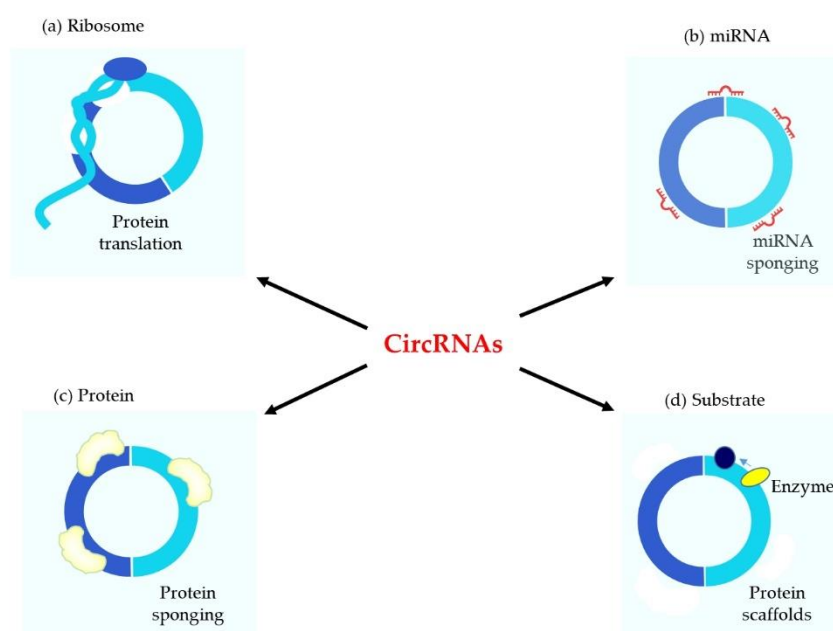 (a) Ribosome
Protein
translation
(b) miRNA
miRNA
sponging
CircRNAs
(c) Protein
Protein
sponging
(d) Substrate
Enzyme
Protein
scaffolds